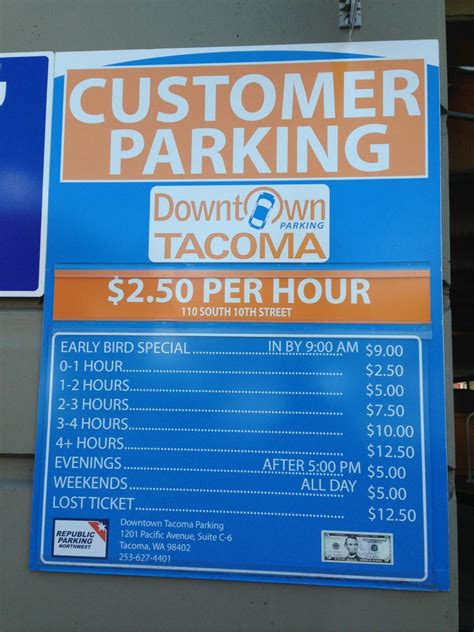 CUSTOMER
PARKING
Downtown
PARKING
TACOMA
$2.50 PER HOUR
110 SOUTH 10TH STREET
EARLY BIRD SPECIAL.......................IN BY 9:00 AM $9.00
0-1 HOUR.......................................................$2.50
1-2 HOURS.....................................................$5.00
2-3 HOURS.....................................................$7.50
3-4 HOURS.....................................................$10.00
4+ HOURS......................................................$12.50
EVENINGS..............................AFTER 5:00 PM $5.00
WEEKENDS.....................................ALL DAY $5.00
LOST TICKET...................................................$12.50
REPUBLIC
PARKING
NORTHWEST
Downtown Tacoma Parking
1201 Pacific Avenue, Suite C-6
Tacoma, WA 98402
253-627-4401